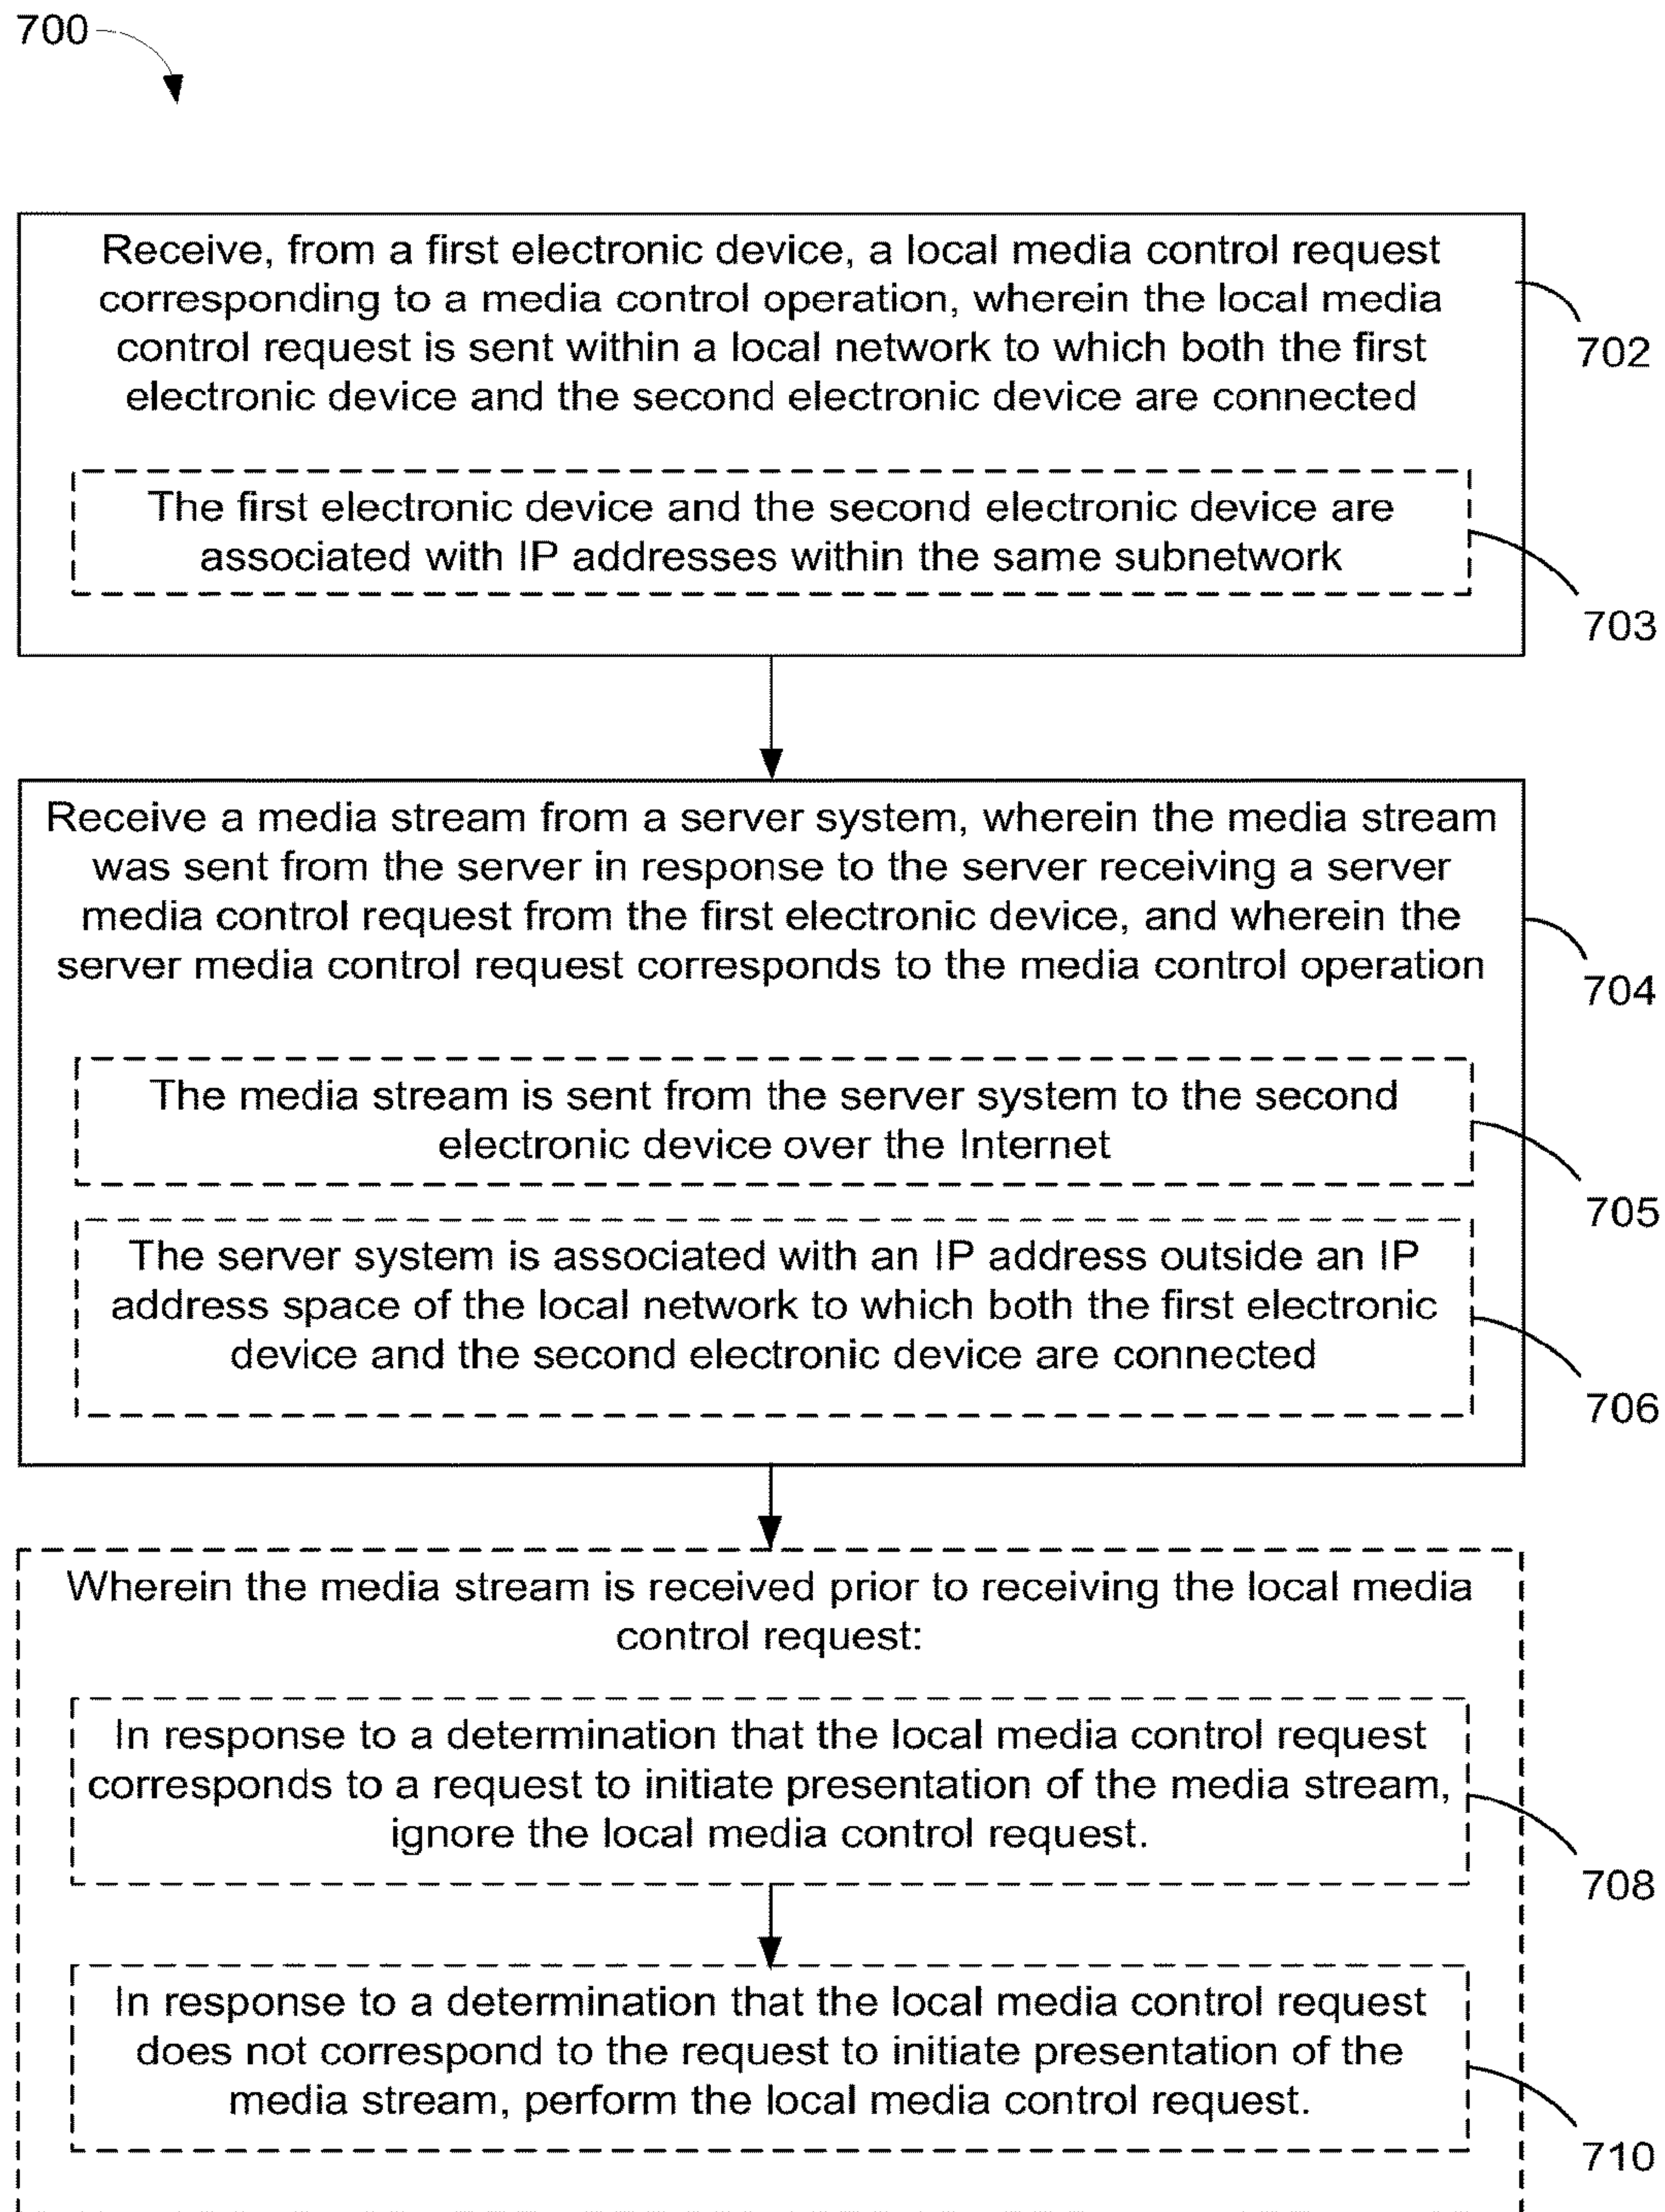 700
Receive, from a first electronic device, a local media control request
corresponding to a media control operation, wherein the local media
control request is sent within a local network to which both the first
electronic device and the second electronic device are connected
702
The first electronic device and the second electronic device are
associated with IP addresses within the same subnetwork
703
Receive a media stream from a server system, wherein the media stream
was sent from the server in response to the server receiving a server
media control request from the first electronic device, and wherein the
server media control request corresponds to the media control operation
704
The media stream is sent from the server system to the second
electronic device over the Internet
705
The server system is associated with an IP address outside an IP
address space of the local network to which both the first electronic
device and the second electronic device are connected
706
Wherein the media stream is received prior to receiving the local media
control request:
In response to a determination that the local media control request
corresponds to a request to initiate presentation of the media stream,
ignore the local media control request.
708
In response to a determination that the local media control request
does not correspond to the request to initiate presentation of the
media stream, perform the local media control request.
710